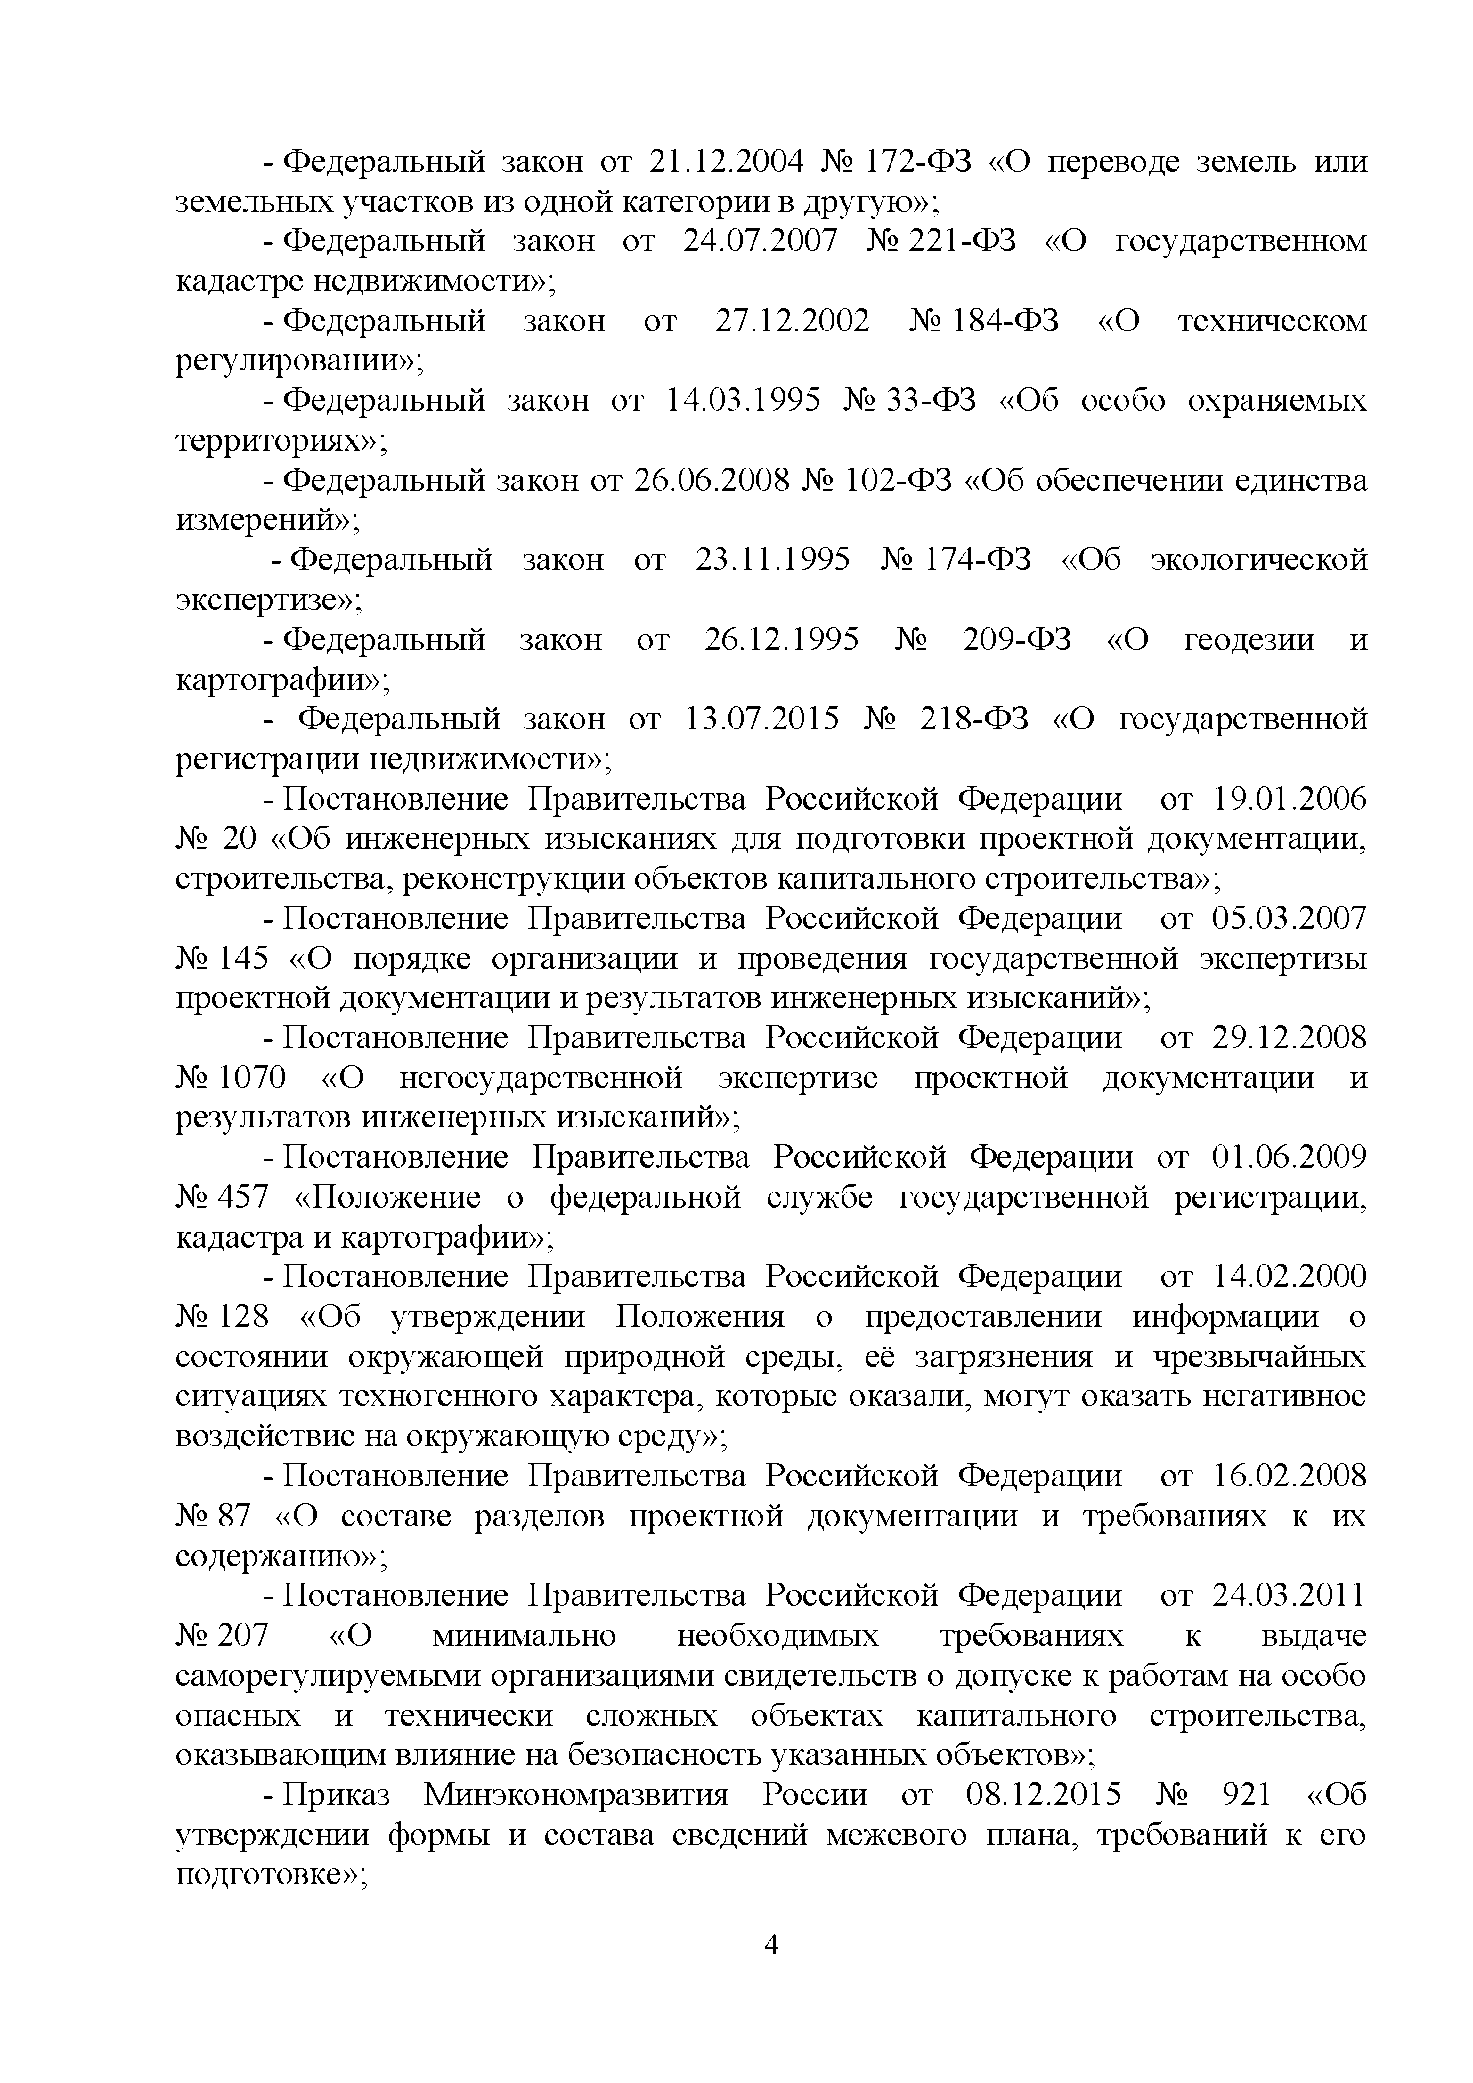 - Федеральный закон от 21.12.2004 № 172-ФЗ «О переводе земель или
земельных участков из одной категории в другую»;
- Федеральный закон от 24.07.2007 № 221-ФЗ «О государственном
кадастре недвижимости»;
- Федеральный закон от 27.12.2002 № 184-ФЗ «О техническом
регулировании»;
- Федеральный закон от 14.03.1995 № 33-ФЗ «Об особо охраняемых
территориях»;
- Федеральный закон от 26.06.2008 № 102-ФЗ «Об обеспечении единства
измерений»;
- Федеральный закон от 23.11.1995 № 174-ФЗ «Об экологической
экспертизе»;
- Федеральный закон от 26.12.1995 № 209-ФЗ «О геодезии и
картографии»;
- Федеральный закон от 13.07.2015 № 218-ФЗ «О государственной
регистрации недвижимости»;
- Постановление Правительства Российской Федерации от 19.01.2006
№ 20 «Об инженерных изысканиях для подготовки проектной документации,
строительства, реконструкции объектов капитального строительства»;
- Постановление Правительства Российской Федерации от 05.03.2007
№ 145 «О порядке организации и проведения государственной экспертизы
проектной документации и результатов инженерных изысканий»;
- Постановление Правительства Российской Федерации от 29.12.2008
№ 1070 «О негосударственной экспертизе проектной документации и
результатов инженерных изысканий»;
- Постановление Правительства Российской Федерации от 01.06.2009
№ 457 «Положение о федеральной службе государственной регистрации,
кадастра и картографии»;
- Постановление Правительства Российской Федерации от 14.02.2000
№ 128 «Об утверждении Положения о предоставлении информации о
состоянии окружающей природной среды, её загрязнения и чрезвычайных
ситуациях техногенного характера, которые оказали, могут оказать негативное
воздействие на окружающую среду»;
- Постановление Правительства Российской Федерации от 16.02.2008
№ 87 «О составе разделов проектной документации и требованиях к их
содержанию»;
- Постановление Правительства Российской Федерации от 24.03.2011
№ 207 «О минимально необходимых требованиях к выдаче
саморегулируемыми организациями свидетельств о допуске к работам на особо
опасных и технически сложных объектах капитального строительства,
оказывающим влияние на безопасность указанных объектов»;
- Приказ Минэкономразвития России от 08.12.2015 № 921 «Об
утверждении формы и состава сведений межевого плана, требований к его
подготовке»;
4